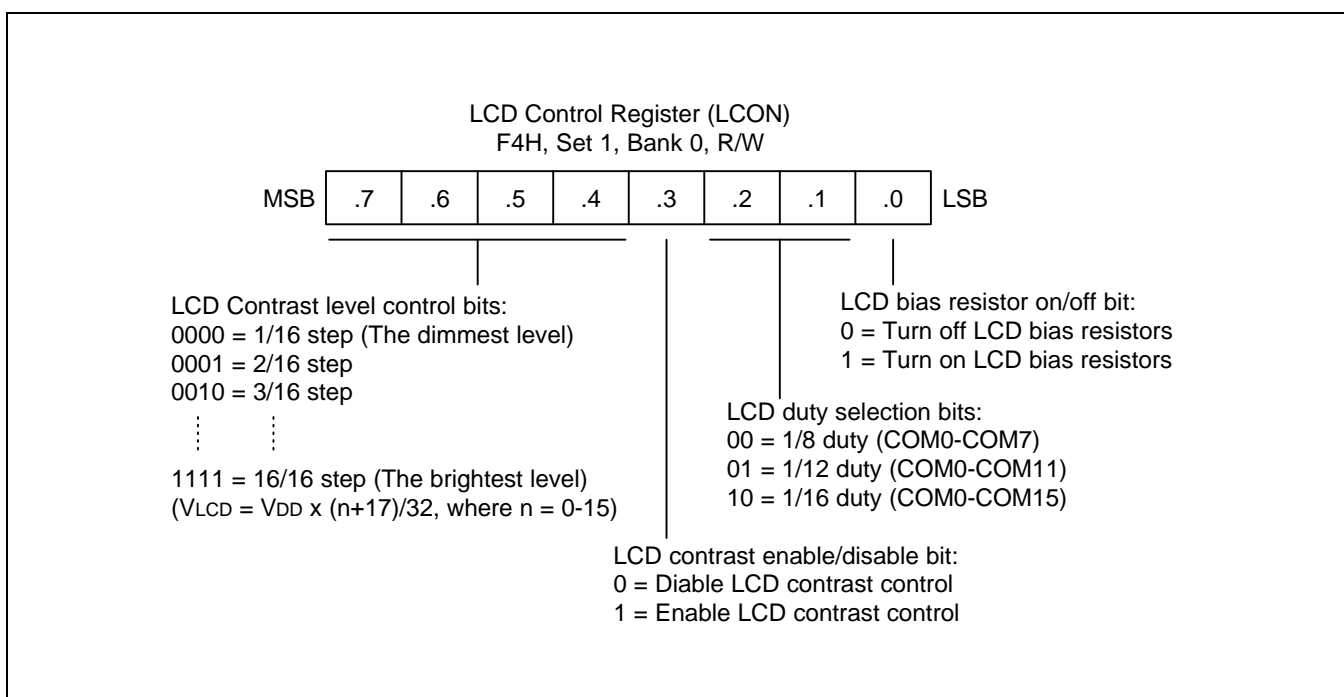 LCD Control Register (LCON)
F4H, Set 1, Bank 0, R/W
MSB .7 .6 .5 .4 .3 .2 .1 .0 LSB
LCD Contrast level control bits:
0000 = 1/16 step (The dimmest level)
0001 = 2/16 step
0010 = 3/16 step
1111 = 16/16 step (The brightest level)
(VLCD = VDD x (n+17)/32, where n = 0-15)
LCD bias resistor on/off bit:
0 = Turn off LCD bias resistors
1 = Turn on LCD bias resistors
LCD duty selection bits:
00 = 1/8 duty (COM0-COM7)
01 = 1/12 duty (COM0-COM11)
10 = 1/16 duty (COM0-COM15)
LCD contrast enable/disable bit:
0 = Diable LCD contrast control
1 = Enable LCD contrast control